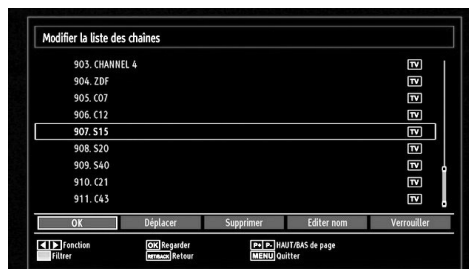 Modifier la liste des chaînes
903. CHANNEL 4 TV
904. ZDF TV
905. C07 TV
906. C12 TV
907. S15 TV
908. S20 TV
909. S40 TV
910. C21 TV
911. C43 TV
OK Déplacer Supprimer Editer nom Verrouiller
Fonction OK Regarder P+ P- HAUT/BAS de page
Filtrer RET/BACK Retour MENU Quitter